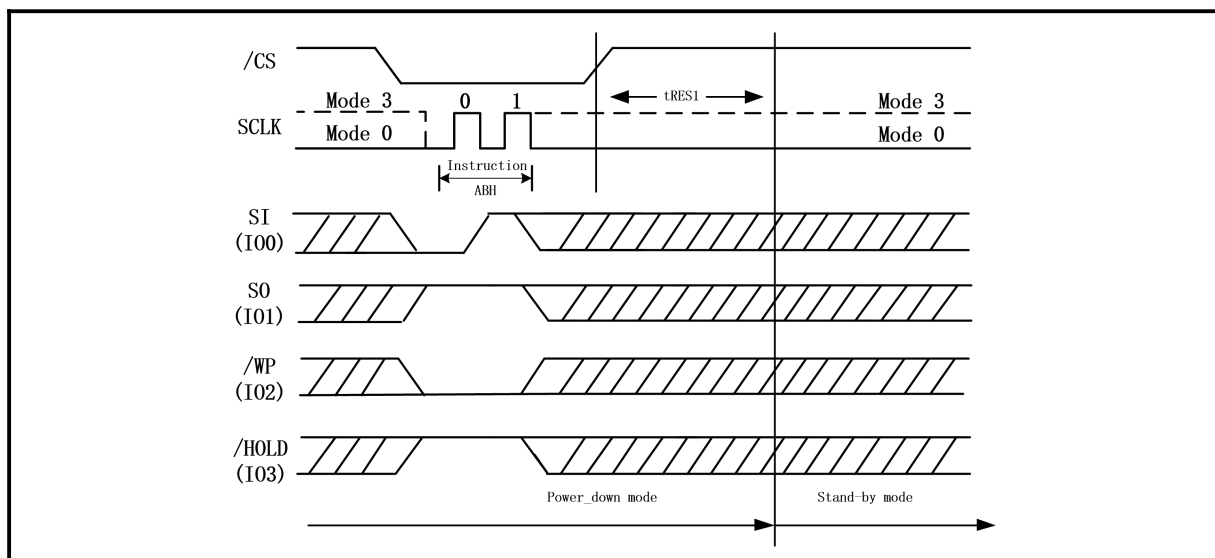 /CS
Mode 3 0 1 tRES1 Mode 3
SCLK
Mode 0 Mode 0
Instruction
ABH
SI
(IO0)
SO
(IO1)
/WP
(IO2)
/HOLD
(IO3)
Power_down mode Stand-by mode